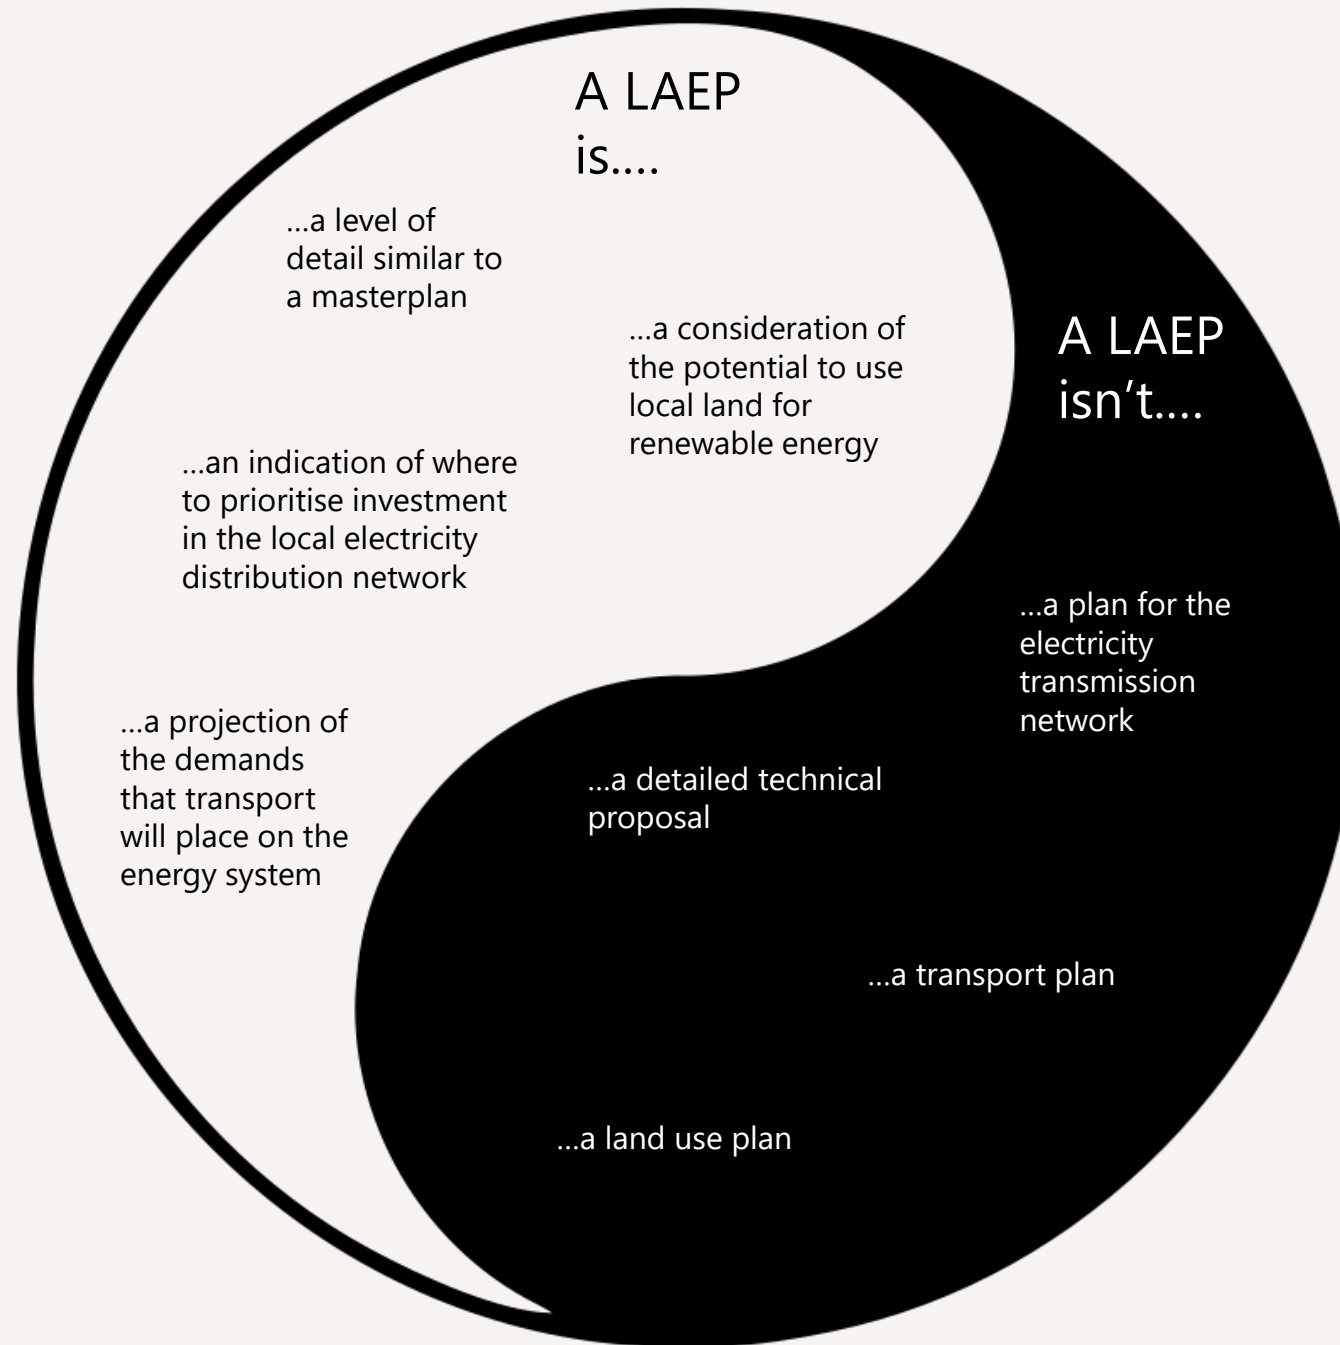 A LAEP
is....
...a level of
detail similar to
a masterplan
...a consideration of
the potential to use
local land for
renewable energy
...an indication of where
to prioritise investment
in the local electricity
distribution network
...a projection of
the demands
that transport
will place on the
energy system
A LAEP
isn’t....
...a plan for the
electricity
transmission
network
...a detailed technical
proposal
...a transport plan
...a land use plan